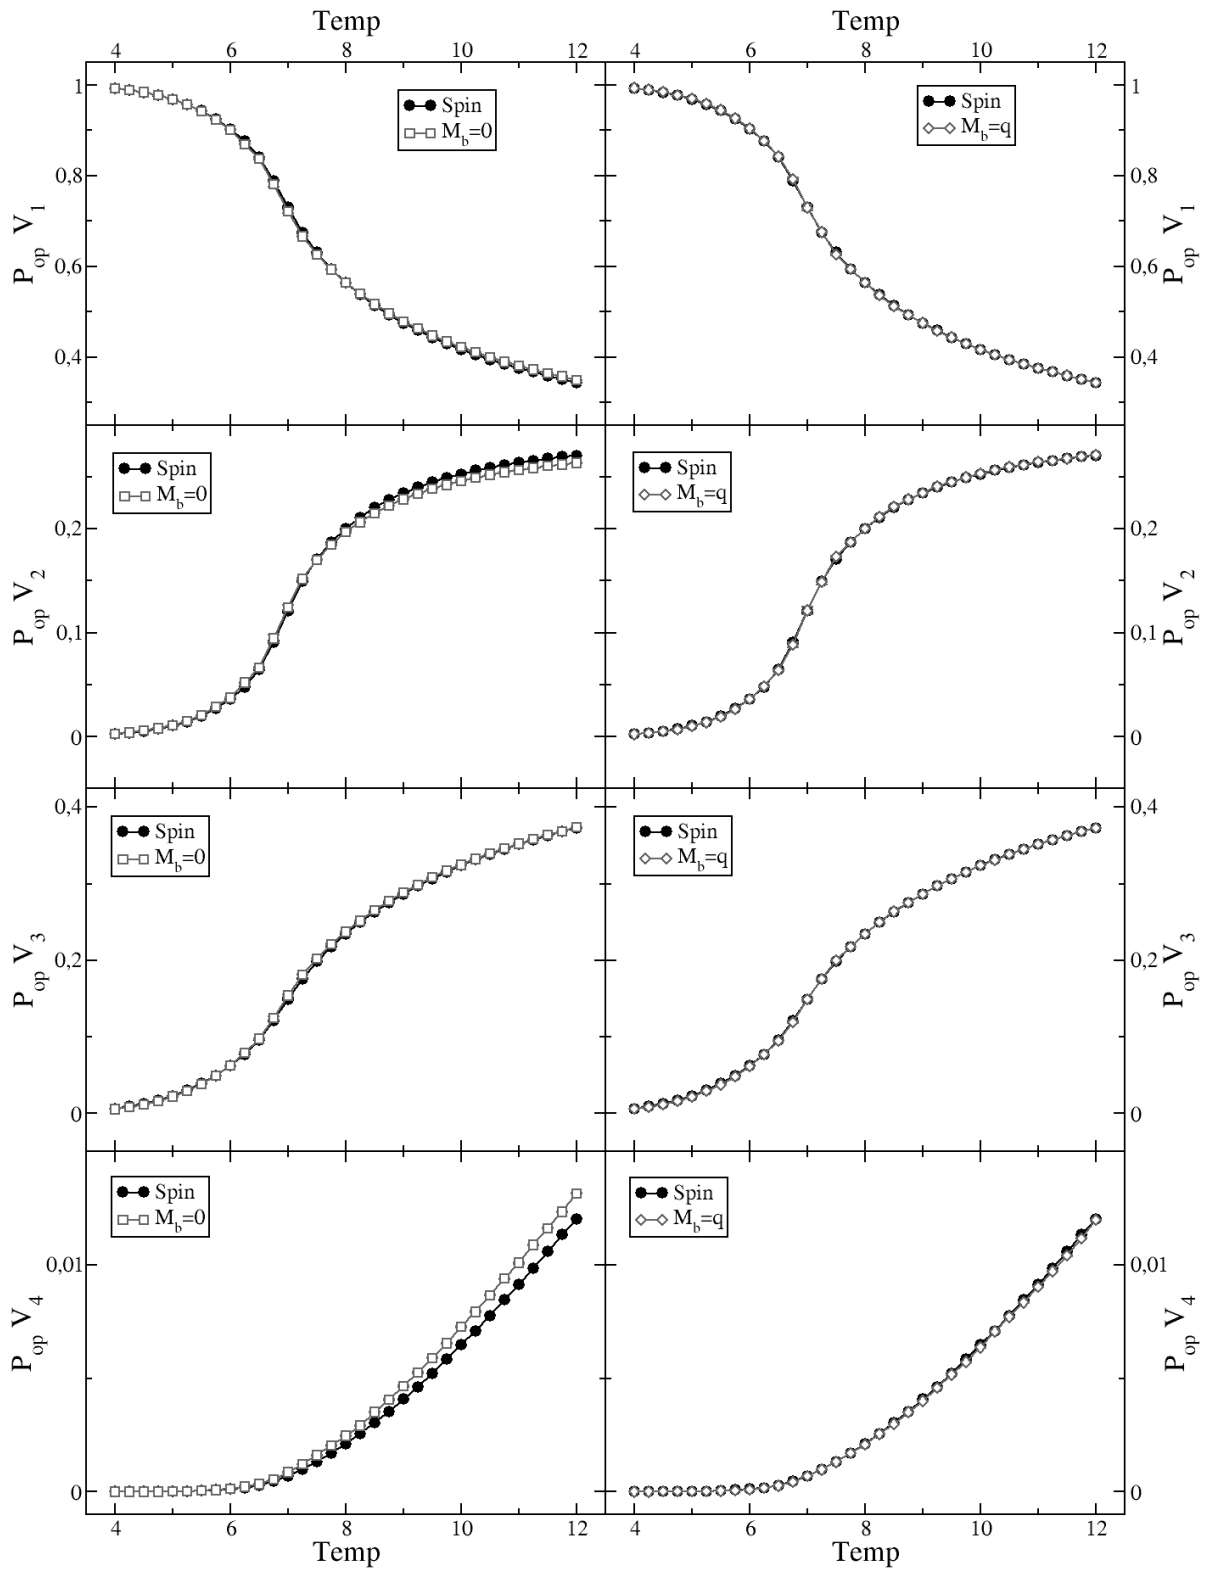 Temp Temp
4 6 8 10 12 4 6 8 10 12
1 Spin Spin 1
M_b=0 M_b=q
0,8 0,8
P_op V_1 P_op V_1
0,6 0,6
0,4 0,4
Spin Spin
M_b=0 M_b=q
0,2 0,2
P_op V_2 P_op V_2
0,1 0,1
0 0
0,4 0,4
Spin Spin
M_b=0 M_b=q
P_op V_3 P_op V_3
0,2 0,2
0 0
Spin Spin
M_b=0 M_b=q
0,01 0,01
P_op V_4 P_op V_4
0 0
4 6 8 10 12 4 6 8 10 12
Temp Temp